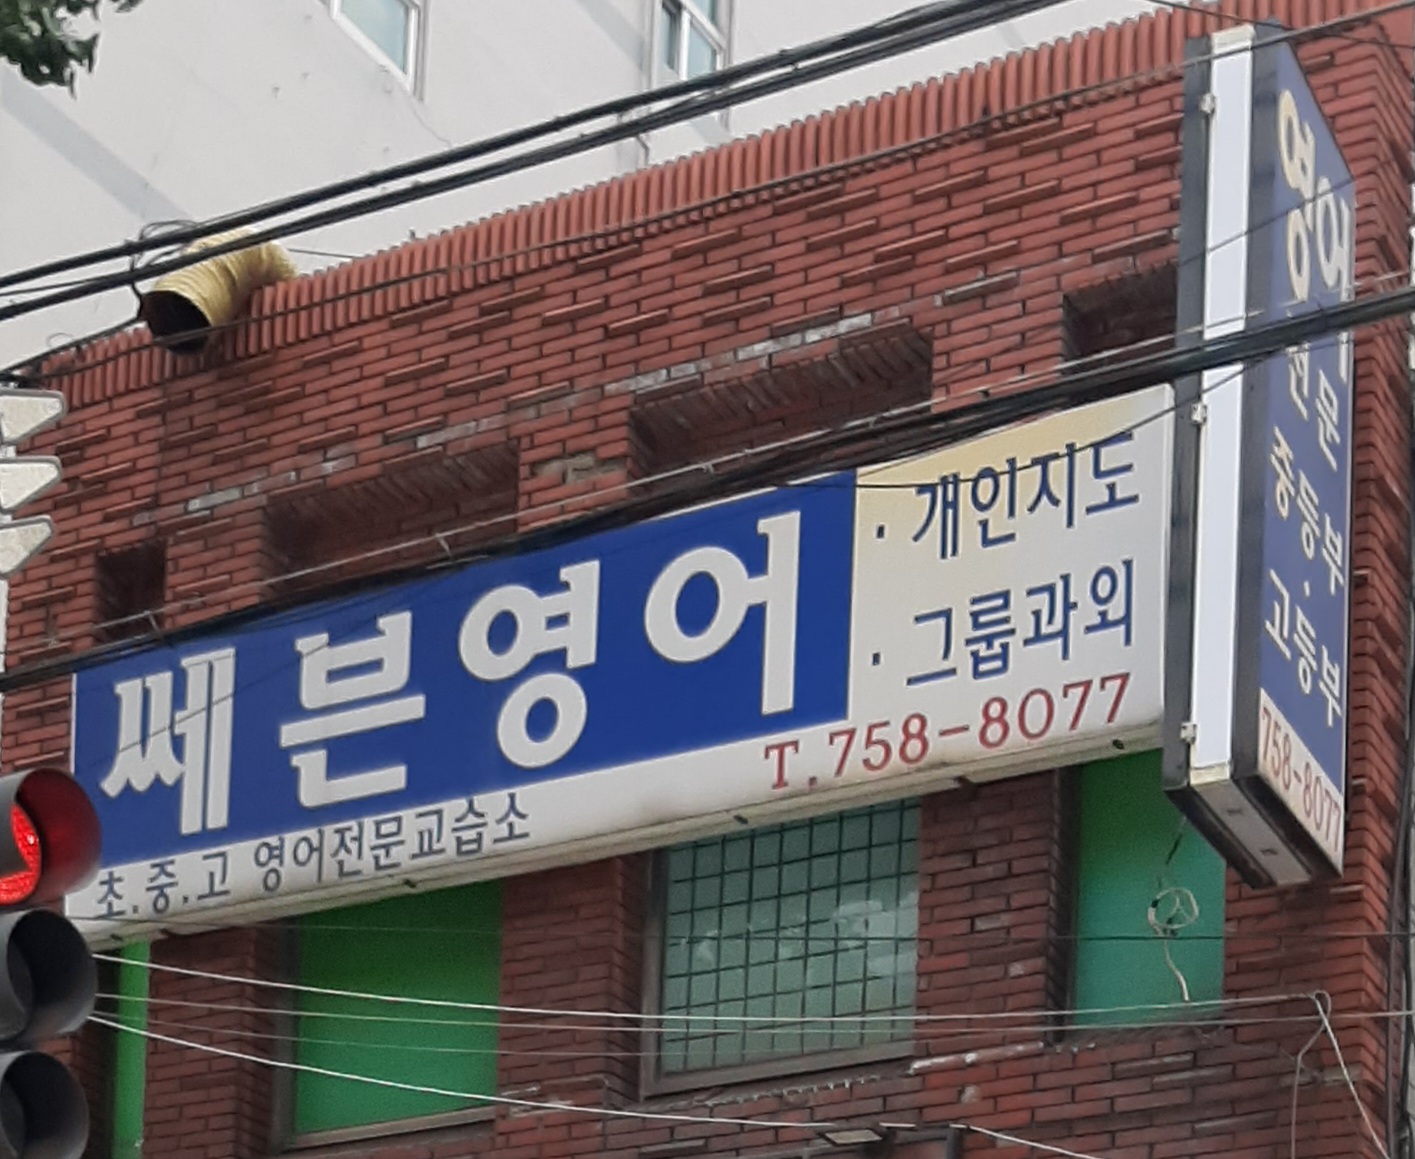 쎄븐영어
초.중.고 영어전문교습소
· 개인지도
· 그룹과외
T.758-8077
영어
전문
중등부·
고등부
758-8077